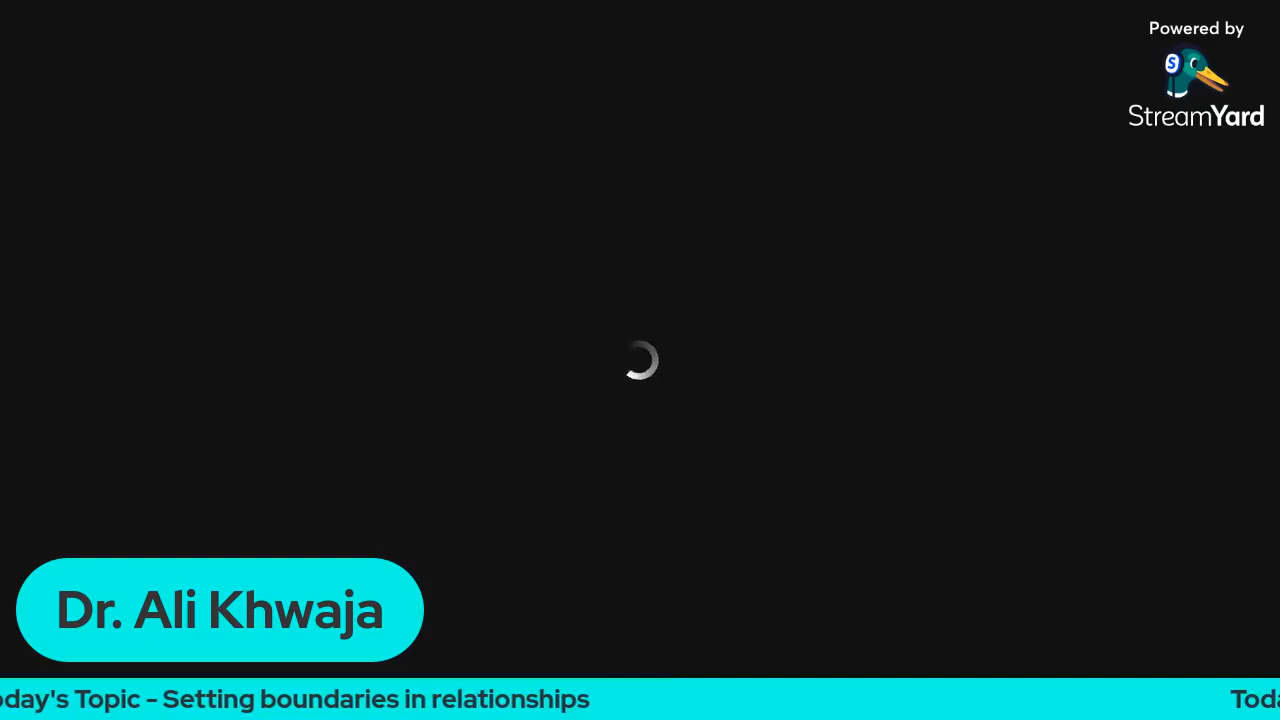 Powered by
S
StreamYard
Dr. Ali Khwaja
oday's Topic - Setting boundaries in relationships
Toda